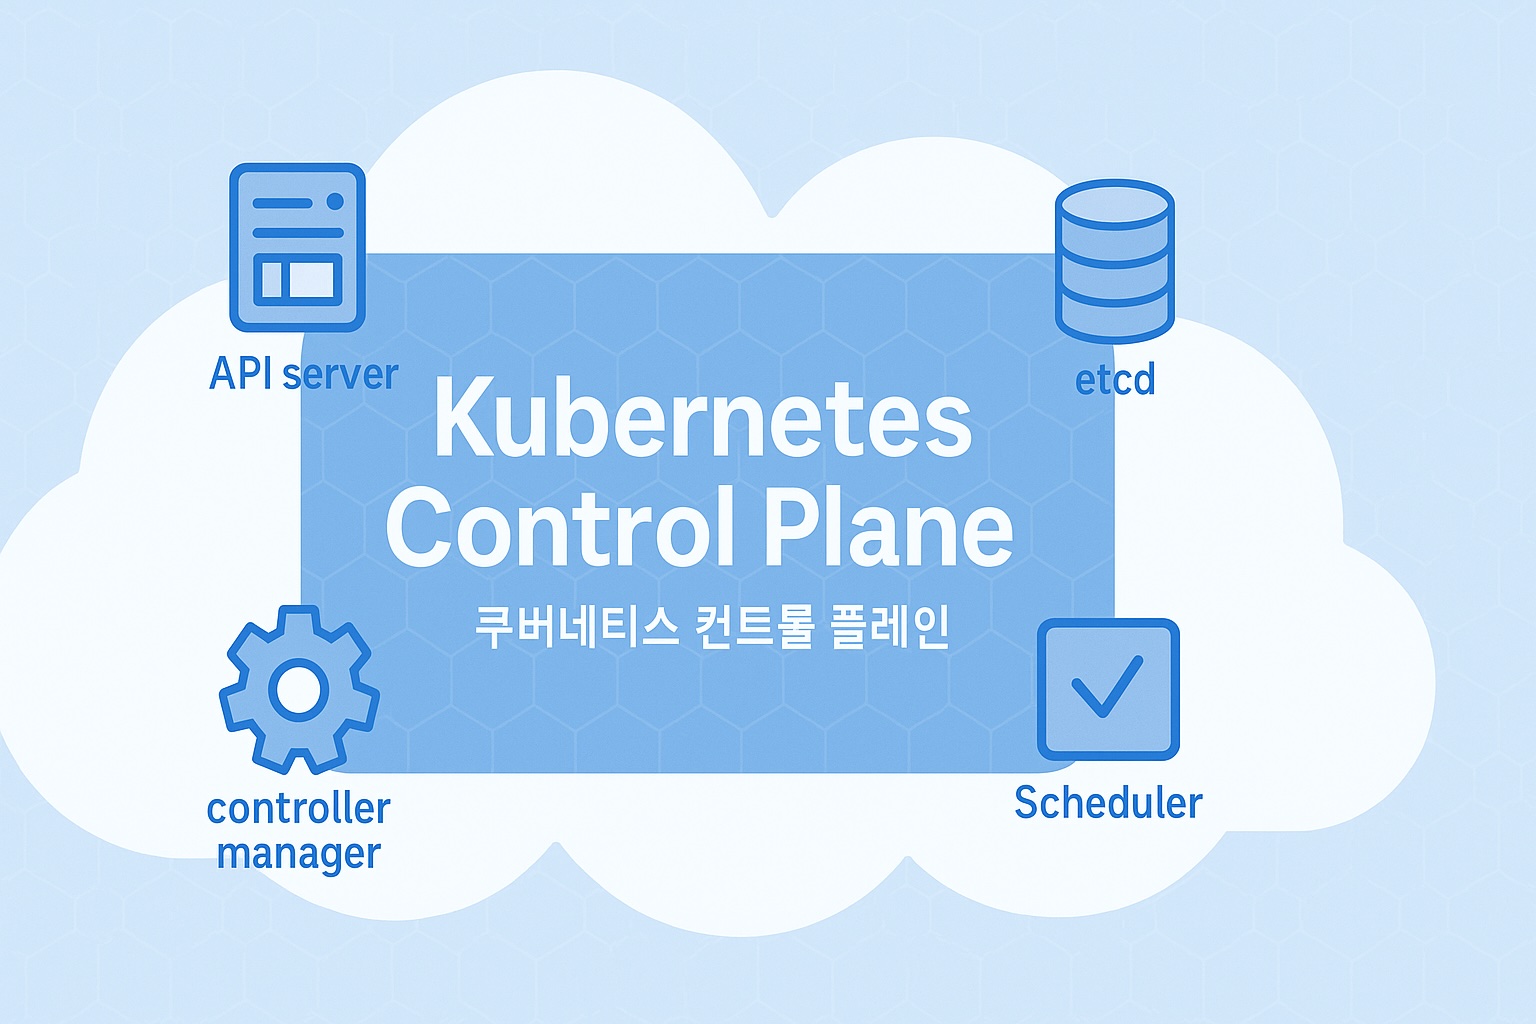 API server
etcd
Kubernetes
Control Plane
쿠버네티스 컨트롤 플레인
controller
manager
Scheduler